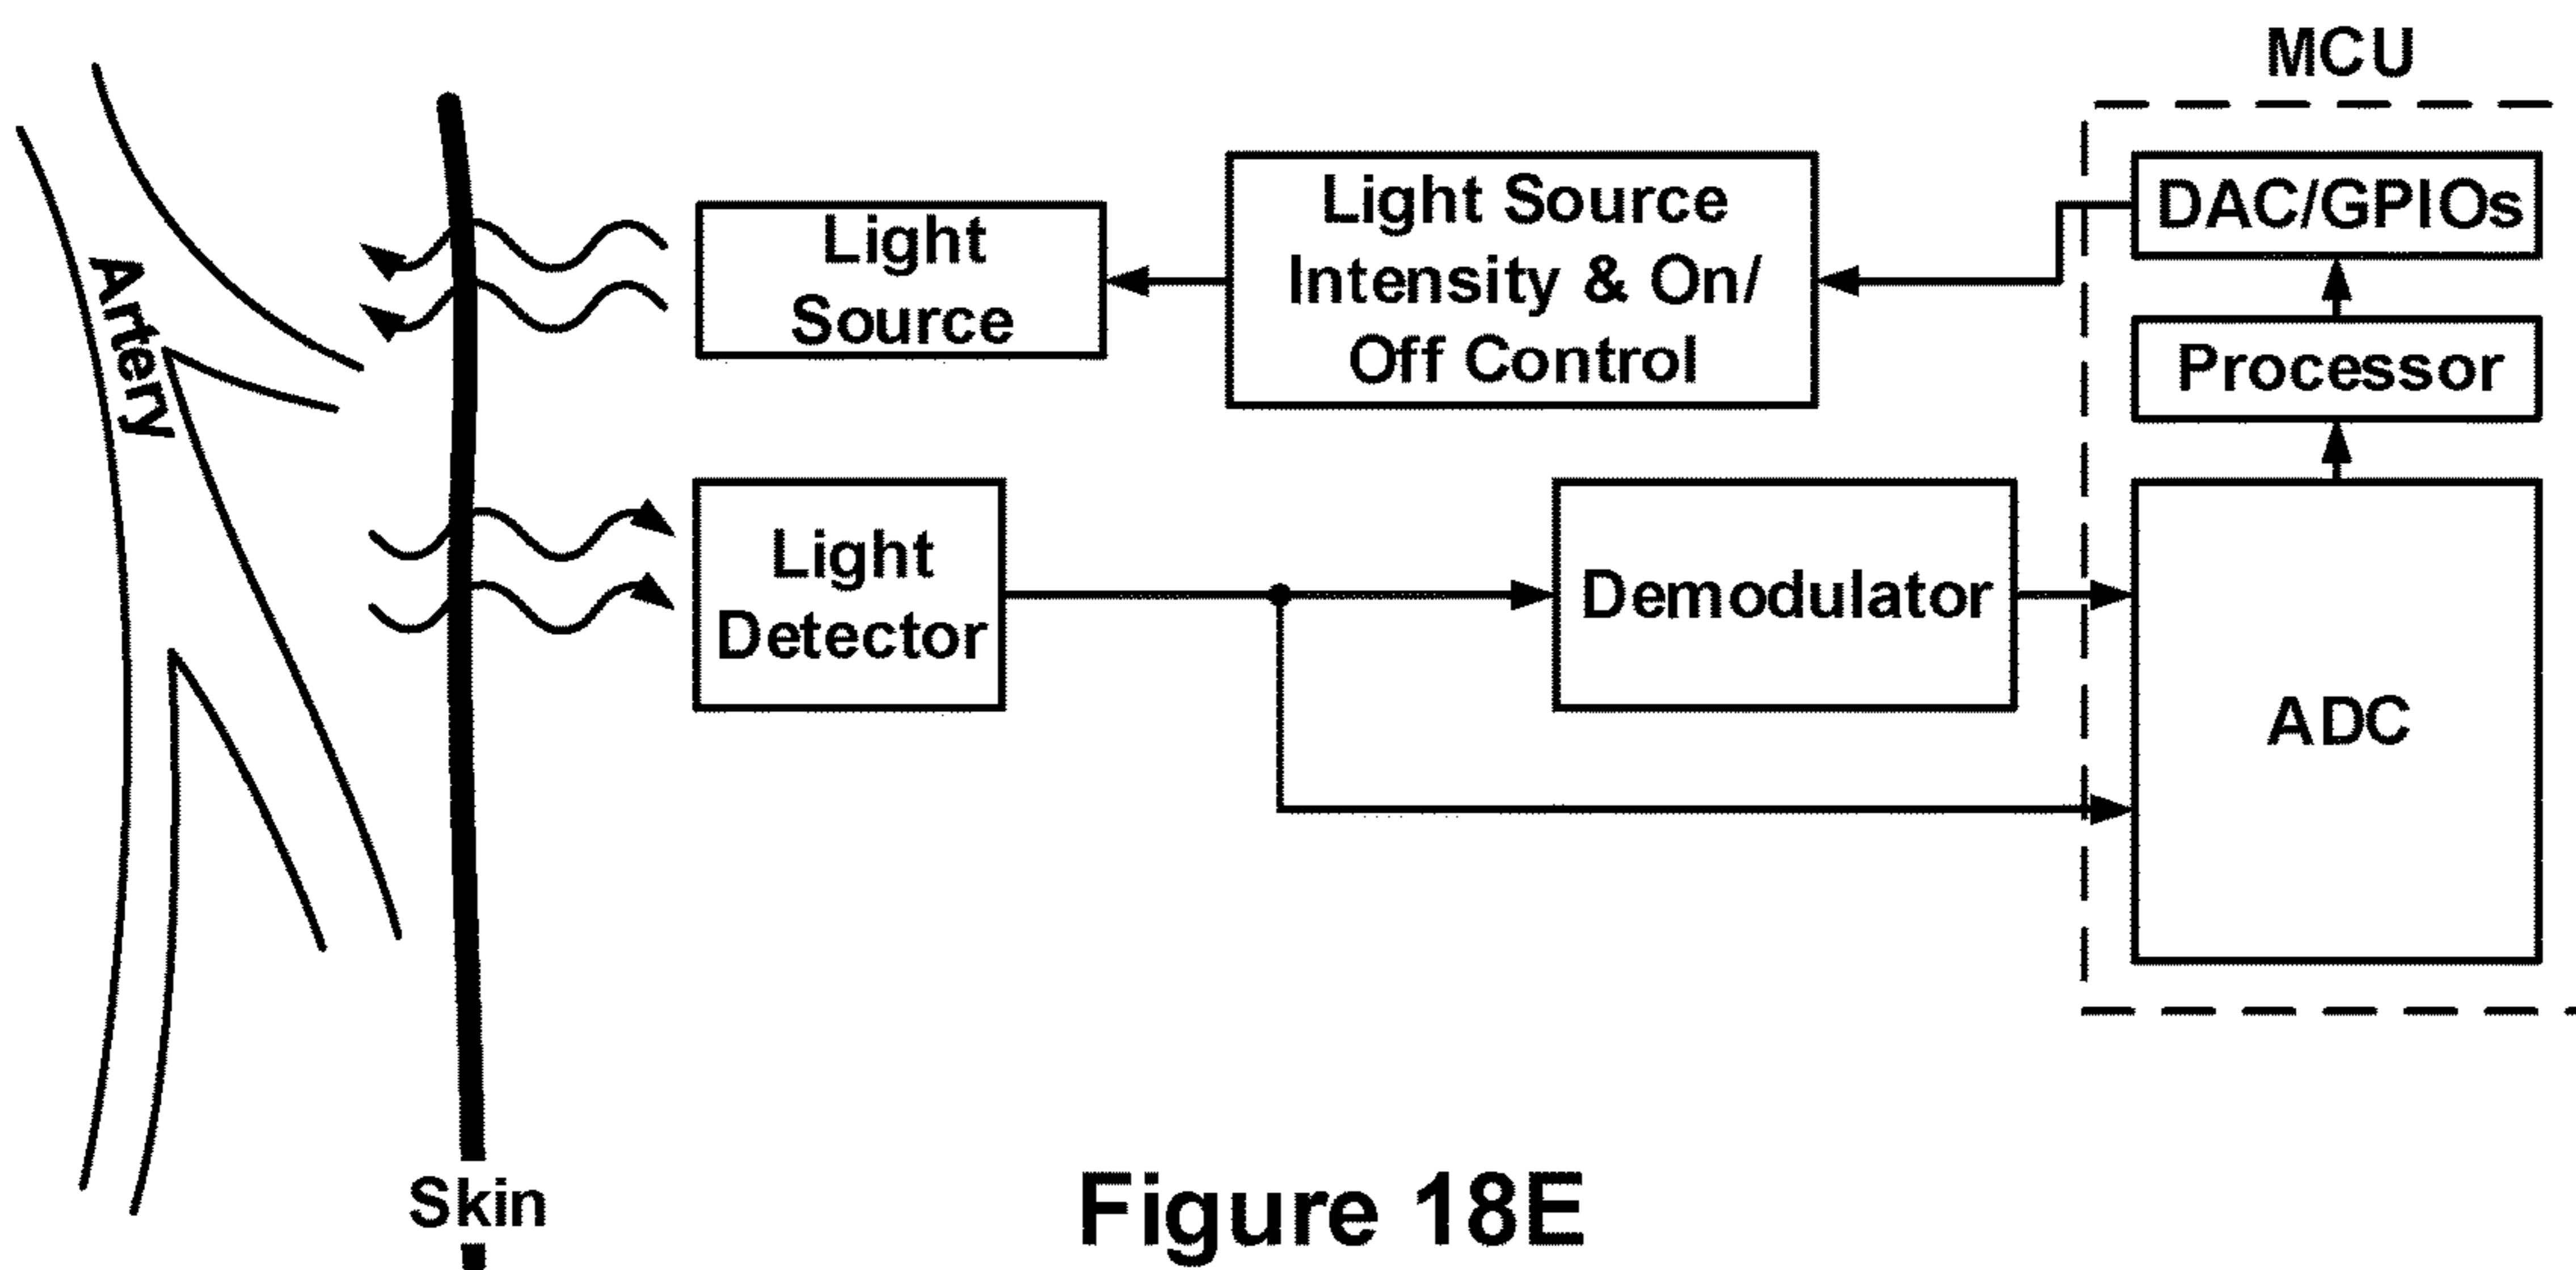 MCU
DAC/GPIOs
Light Source
Intensity & On/
Off Control
Light
Source
Artery
Processor
Light
Detector
Demodulator
ADC
Skin
Figure 18E